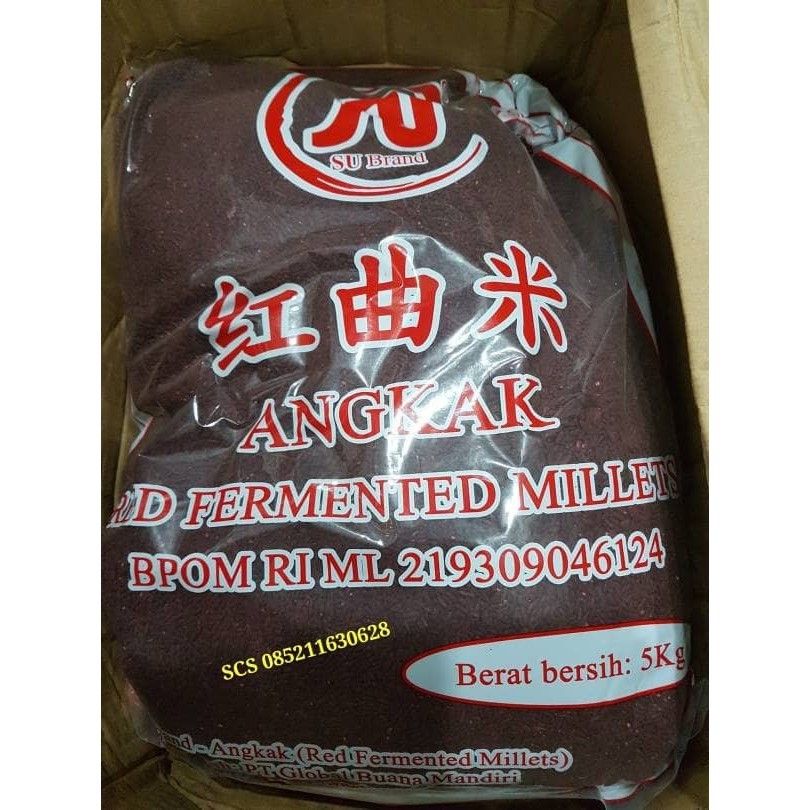 SU Brand
红曲米
ANGKAK
RED FERMENTED MILLETS
BPOM RI ML 219309046124
SCS 085211630628
Berat bersih: 5Kg
- Angkak (Red Fermented Millets)
PT. Global Buana Mandiri